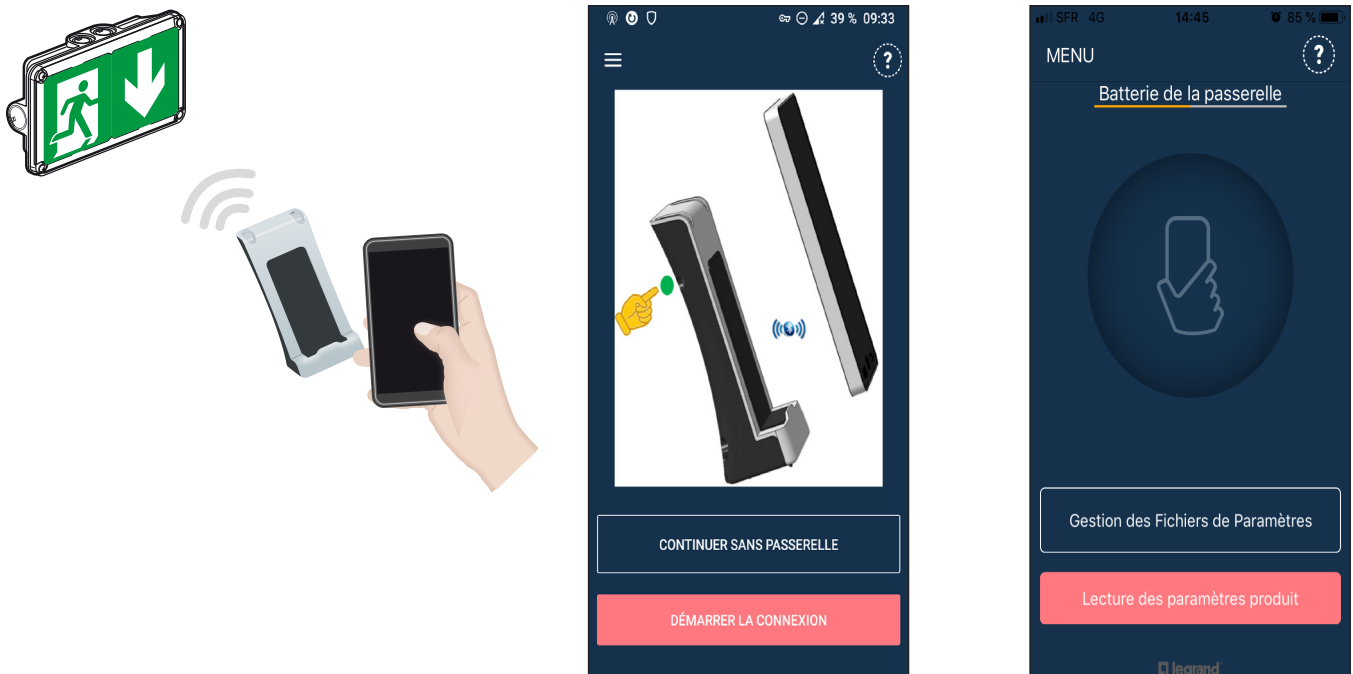 39 % 09:33
?
CONTINUER SANS PASSERELLE
DÉMARRER LA CONNEXION
SFR 4G 14:45 85 %
MENU ?
Batterie de la passerelle
Gestion des Fichiers de Paramètres
Lecture des paramètres produit
legrand